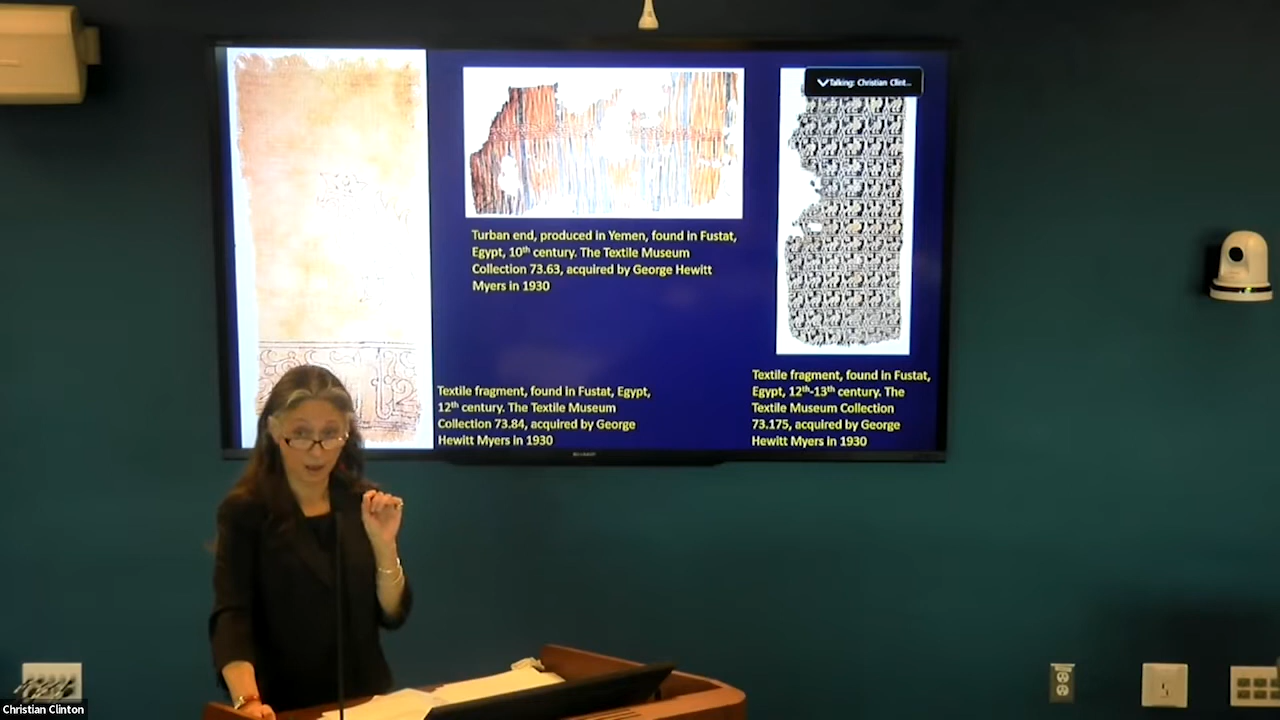 Talking: Christian Clint...
Turban end, produced in Yemen, found in Fustat,
Egypt, 10th century. The Textile Museum
Collection 73.63, acquired by George Hewitt
Myers in 1930
Textile fragment, found in Fustat, Egypt,
12th century. The Textile Museum
Collection 73.84, acquired by George
Hewitt Myers in 1930
Textile fragment, found in Fustat,
Egypt, 12th-13th century. The
Textile Museum Collection
73.175, acquired by George
Hewitt Myers in 1930
Christian Clinton